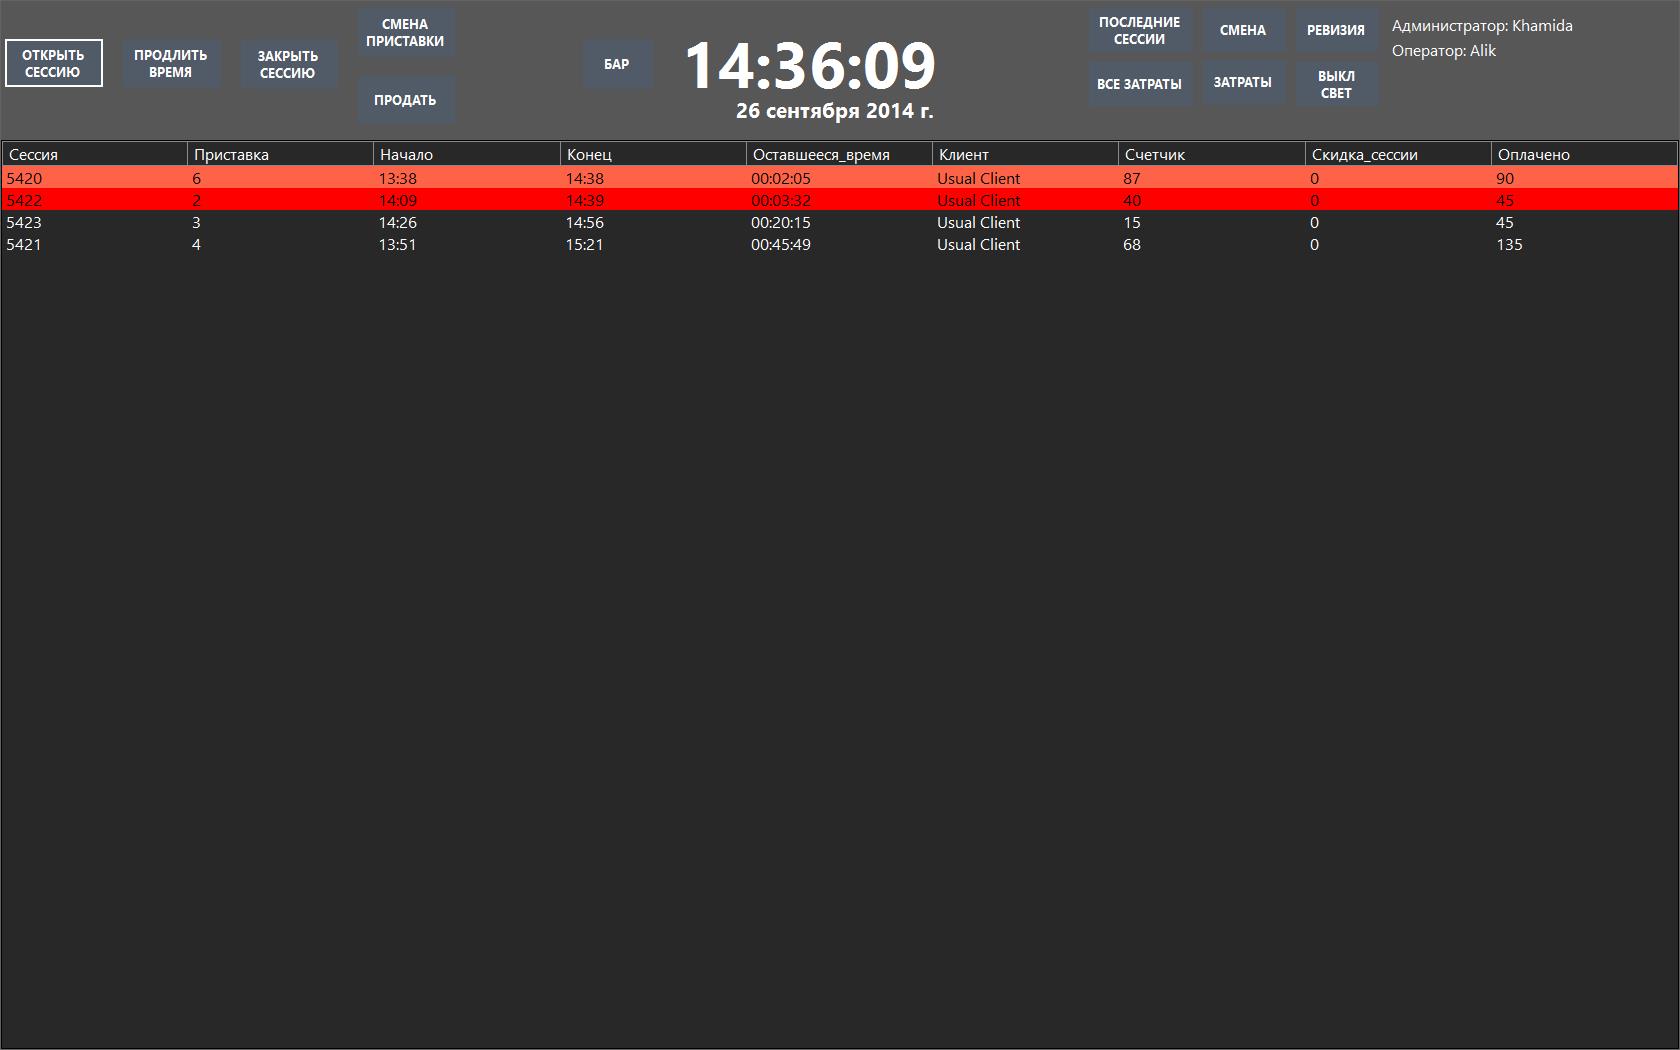 ОТКРЫТЬ
СЕССИЮ
ПРОДЛИТЬ
ВРЕМЯ
ЗАКРЫТЬ
СЕССИЮ
СМЕНА
ПРИСТАВКИ
ПРОДАТЬ
БАР
14:36:09
26 сентября 2014 г.
ПОСЛЕДНИЕ
СЕССИИ
СМЕНА
РЕВИЗИЯ
ВСЕ ЗАТРАТЫ
ЗАТРАТЫ
ВЫКЛ
СВЕТ
Администратор: Khamida
Оператор: Alik
Сессия Приставка Начало Конец Оставшееся_время Клиент Счетчик Скидка_сессии Оплачено
5420 6 13:38 14:38 00:02:05 Usual Client 87 0 90
5422 2 14:09 14:39 00:03:32 Usual Client 40 0 45
5423 3 14:26 14:56 00:20:15 Usual Client 15 0 45
5421 4 13:51 15:21 00:45:49 Usual Client 68 0 135